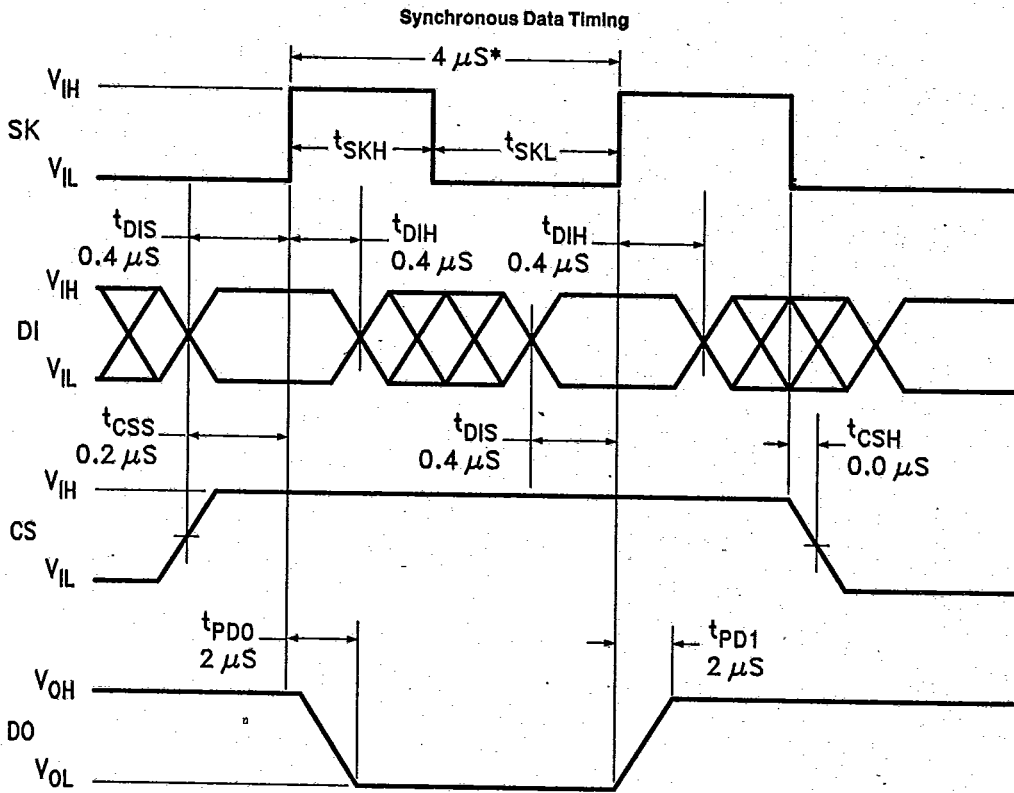 Synchronous Data Timing
4 μS*
V_IH
SK
t_SKH
t_SKL
V_IL
t_DIS
0.4 μS
t_DIH
0.4 μS
t_DIH
0.4 μS
V_IH
DI
V_IL
t_CSS
0.2 μS
t_DIS
0.4 μS
t_CSH
0.0 μS
V_IH
CS
V_IL
t_PD0
2 μS
t_PD1
2 μS
V_OH
DO
V_OL